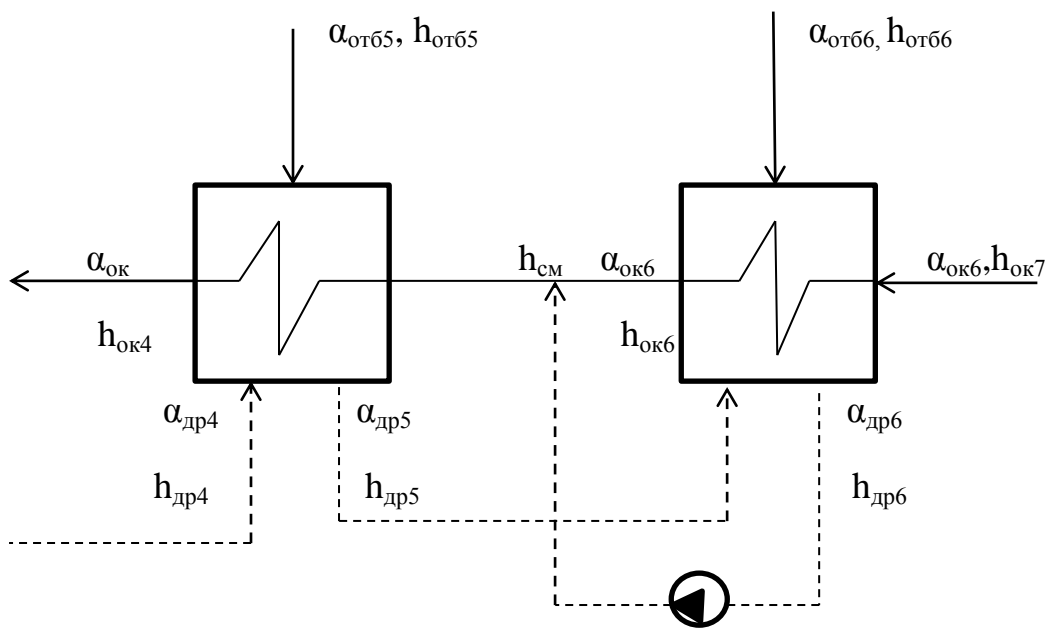 αотб5, hотб5
αотб6, hотб6
αок
hсм
αок6
αок6,hок7
hок4
hок6
αдр4
αдр5
αдр6
hдр4
hдр5
hдр6